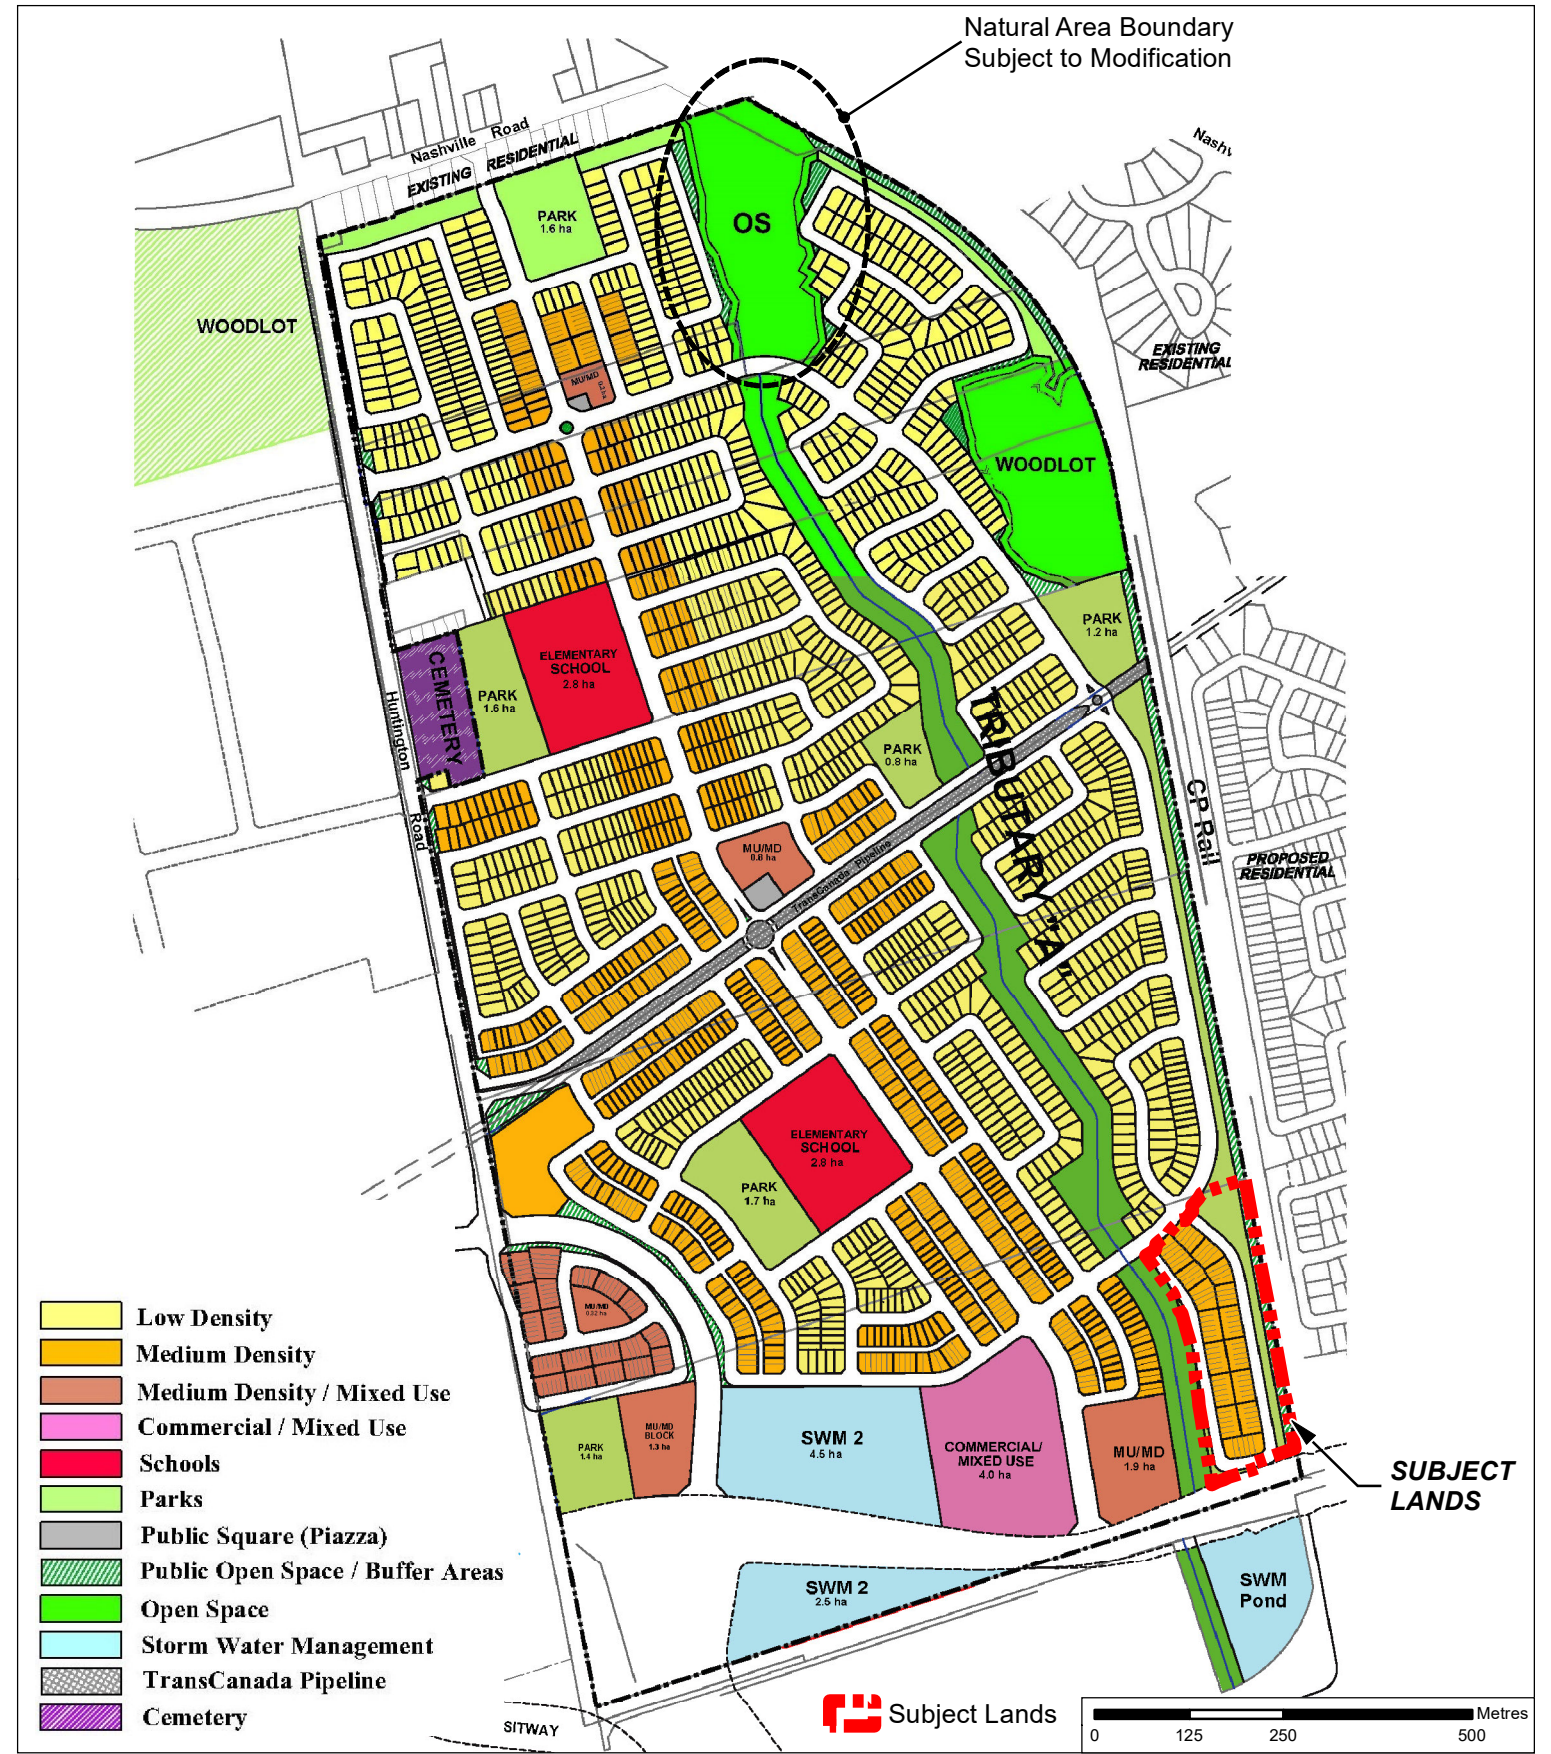 Natural Area Boundary
Subject to Modification
Nashville Road
EXISTING RESIDENTIAL
Nashv
PARK
1.6 ha
OS
WOODLOT
EXISTING
RESIDENTIAL
MU/MD
WOODLOT
PARK
1.2 ha
ELEMENTARY
SCHOOL
2.8 ha
CEMETERY
PARK
1.6 ha
Huntington
Road
PARK
0.8 ha
TRIBUTARY "A"
CP Rail
MU/MD
0.8 ha
TransCanada Pipeline
PROPOSED
RESIDENTIAL
ELEMENTARY
SCHOOL
2.8 ha
PARK
1.7 ha
MU/MD
PARK
1.4 ha
MU/MD
BLOCK
1.3 ha
SWM 2
4.5 ha
COMMERCIAL/
MIXED USE
4.0 ha
MU/MD
1.9 ha
SUBJECT
LANDS
SWM 2
2.5 ha
SWM
Pond
Low Density
Medium Density
Medium Density / Mixed Use
Commercial / Mixed Use
Schools
Parks
Public Square (Piazza)
Public Open Space / Buffer Areas
Open Space
Storm Water Management
TransCanada Pipeline
Cemetery
SITWAY
Subject Lands
Metres
0 125 250 500